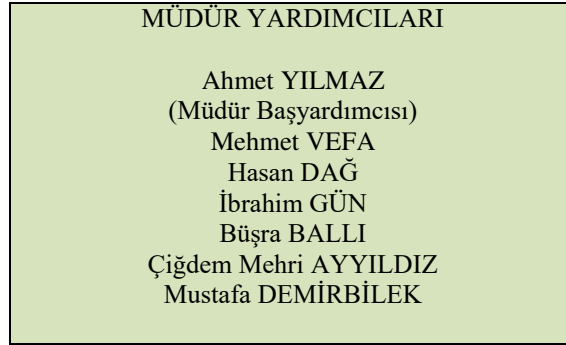 MÜDÜR YARDIMCILARI
Ahmet YILMAZ
(Müdür Başyardımcısı)
Mehmet VEFA
Hasan DAĞ
İbrahim GÜN
Büşra BALLI
Çiğdem Mehri AYYILDIZ
Mustafa DEMİRBİLEK